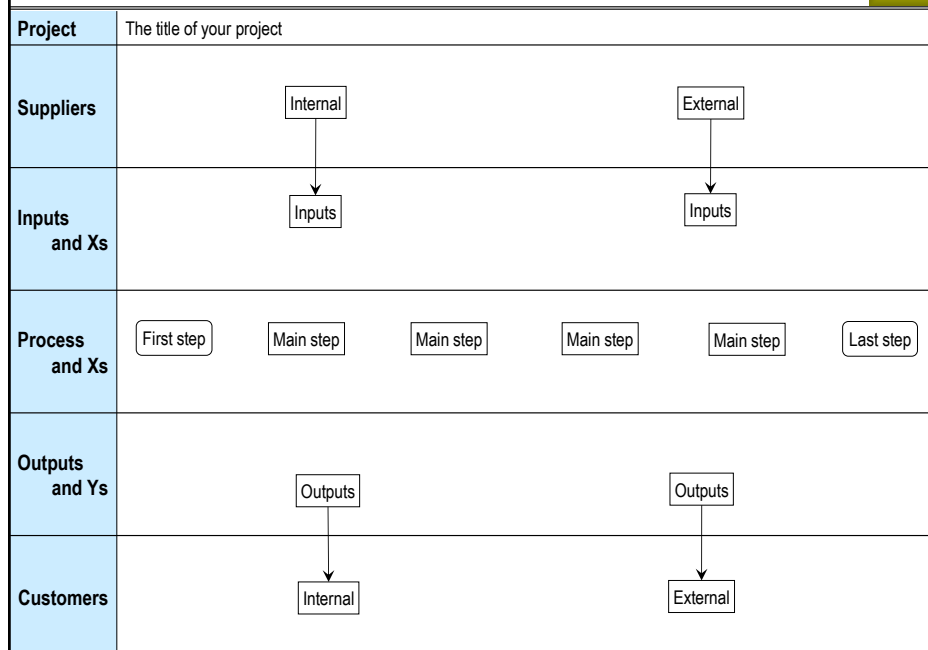 Project
The title of your project
Suppliers
Internal
External
Inputs
and Xs
Inputs
Inputs
Process
and Xs
First step
Main step
Main step
Main step
Main step
Last step
Outputs
and Ys
Outputs
Outputs
Customers
Internal
External